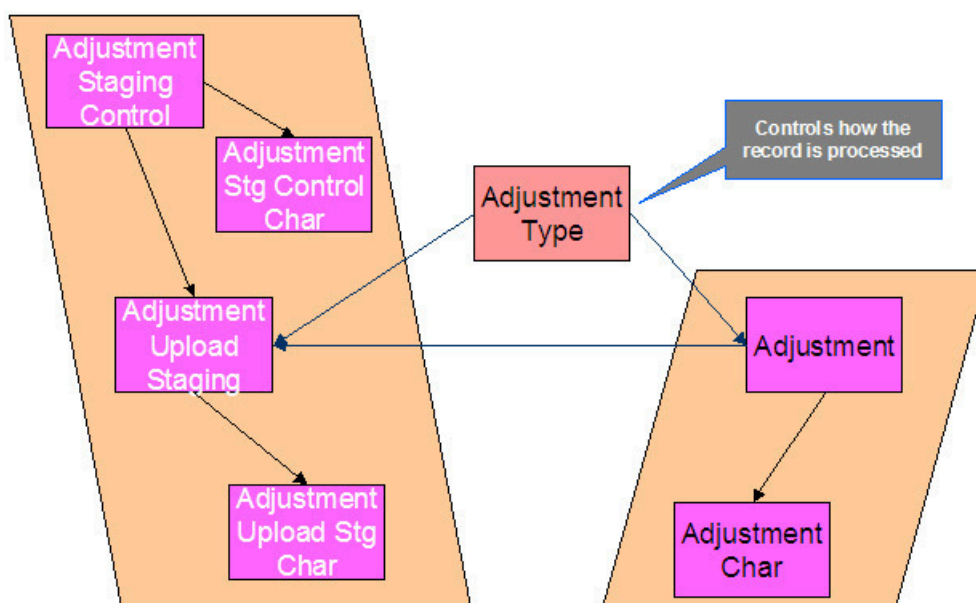 Adjustment
Staging
Control
Adjustment
Stg Control
Char
Controls how the
record is processed
Adjustment
Type
Adjustment
Upload
Staging
Adjustment
Adjustment
Upload Stg
Char
Adjustment
Char